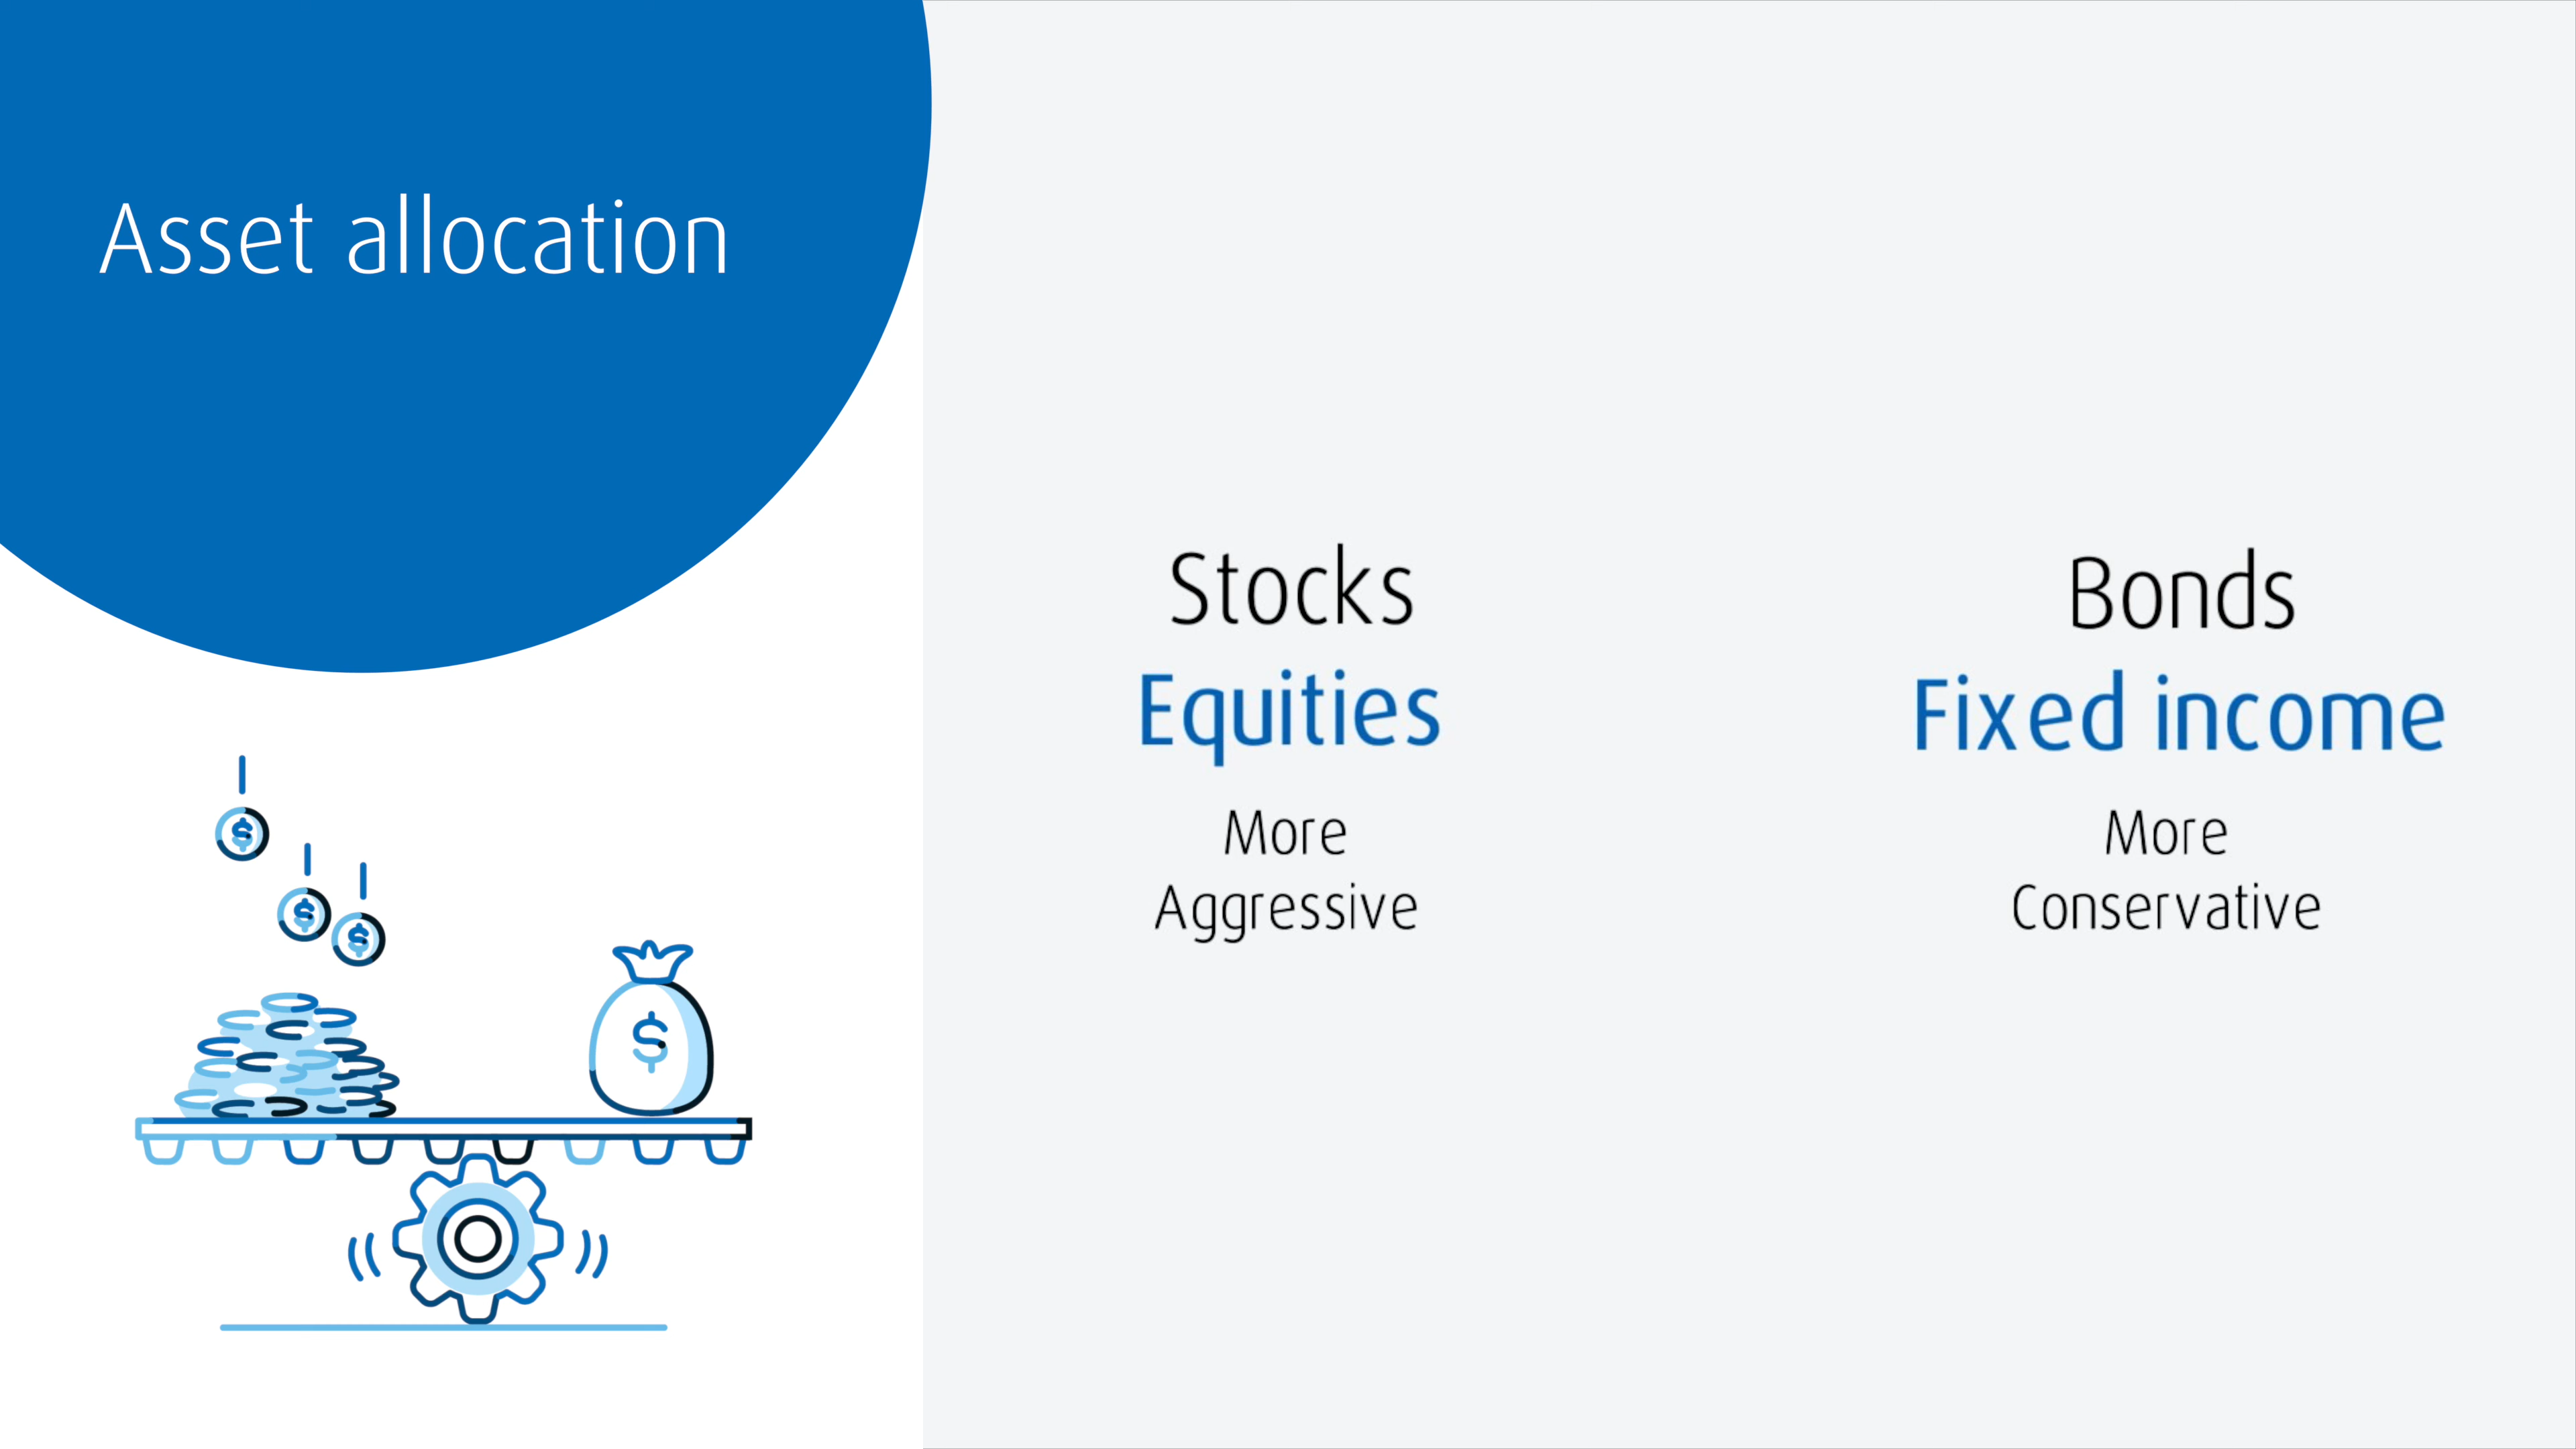 Asset allocation
Stocks
Equities
More
Aggressive
Bonds
Fixed income
More
Conservative
$
$
$
$